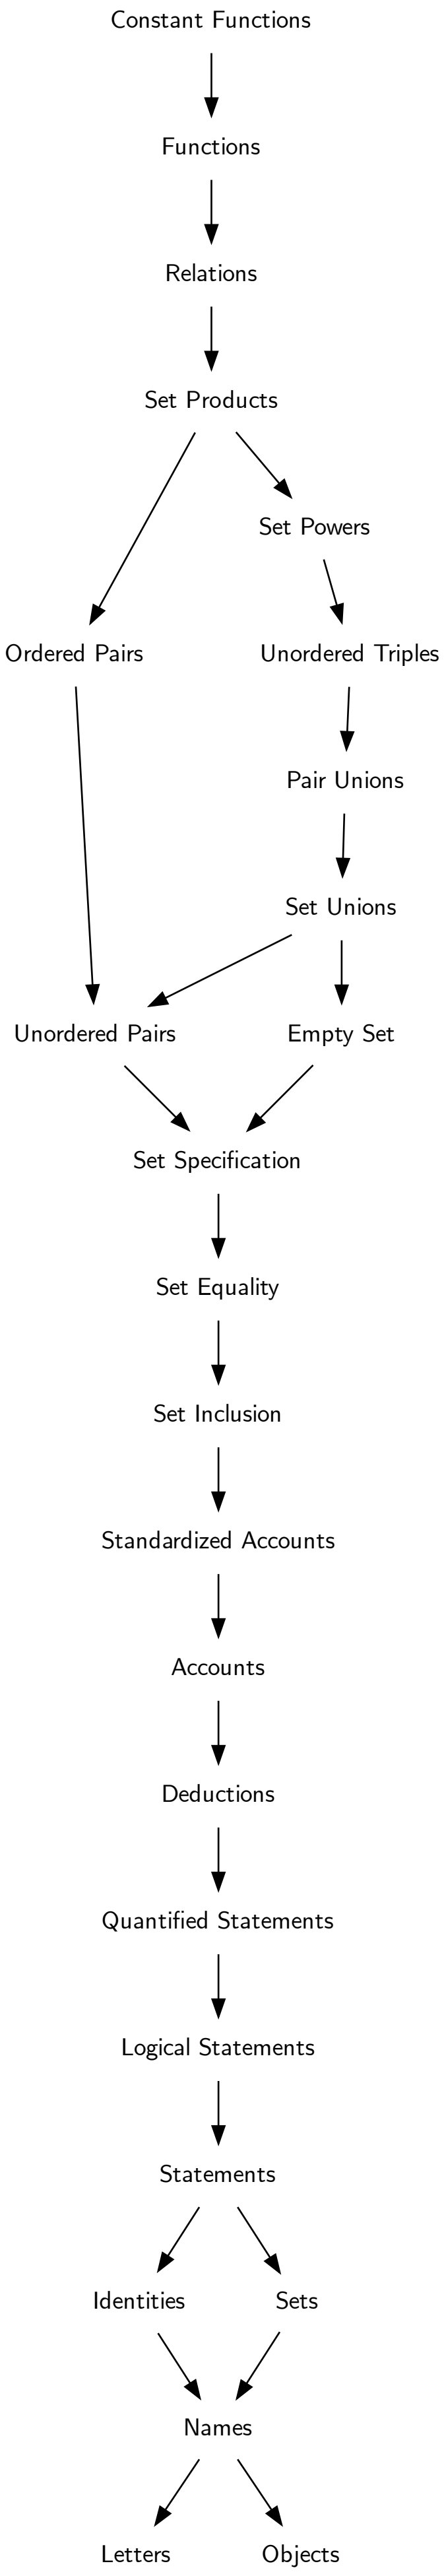 Constant Functions
Functions
Relations
Set Products
Set Powers
Ordered Pairs
Unordered Triples
Pair Unions
Set Unions
Unordered Pairs
Empty Set
Set Specification
Set Equality
Set Inclusion
Standardized Accounts
Accounts
Deductions
Quantified Statements
Logical Statements
Statements
Identities
Sets
Names
Letters
Objects